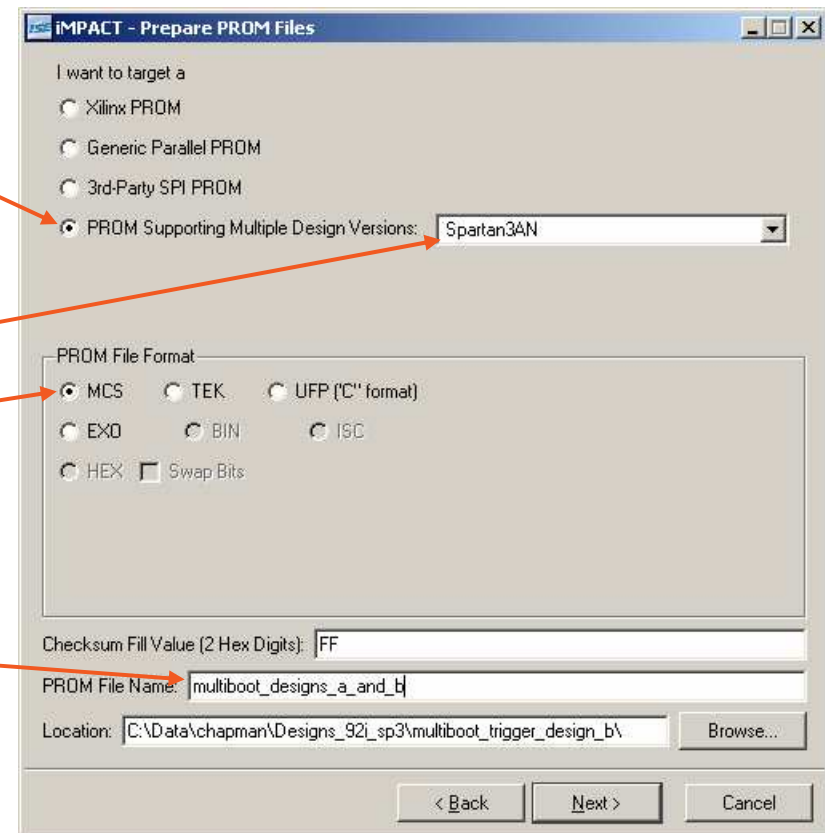 iMPACT - Prepare PROM Files
I want to target a
Xilinx PROM
Generic Parallel PROM
3rd-Party SPI PROM
PROM Supporting Multiple Design Versions: Spartan3AN
PROM File Format
MCS TEK UFP ('C" format)
EXO BIN ISC
HEX Swap Bits
Checksum Fill Value (2 Hex Digits): FF
PROM File Name: multiboot_designs_a_and_b
Location: C:\Data\chapman\Designs_92i_sp3\multiboot_trigger_design_b\ Browse...
< Back Next > Cancel